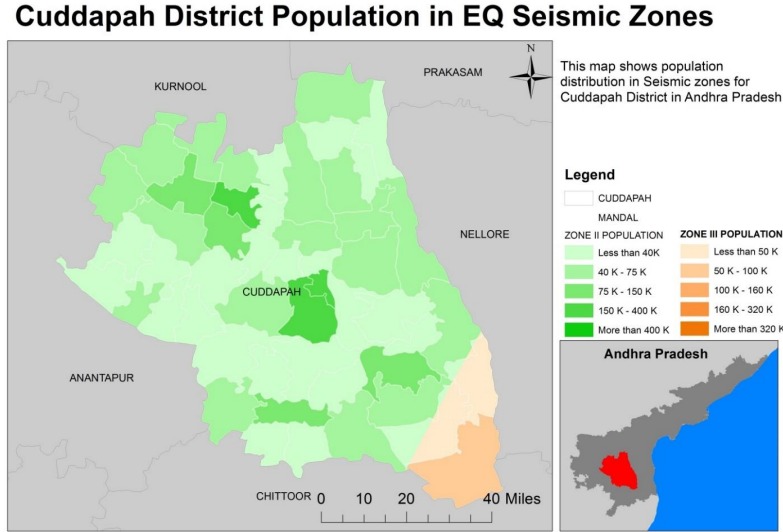 Cuddapah District Population in EQ Seismic Zones
KURNOOL
PRAKASAM
N
NELLORE
CUDDAPAH
ANANTAPUR
CHITTOOR
0 10 20 40 Miles
This map shows population
distribution in Seismic zones for
Cuddapah District in Andhra Pradesh
Legend
CUDDAPAH
MANDAL
ZONE II POPULATION
Less than 40K
40 K - 75 K
75 K - 150 K
150 K - 400 K
More than 400 K
ZONE III POPULATION
Less than 50 K
50 K - 100 K
100 K - 160 K
160 K - 320 K
More than 320 K
Andhra Pradesh